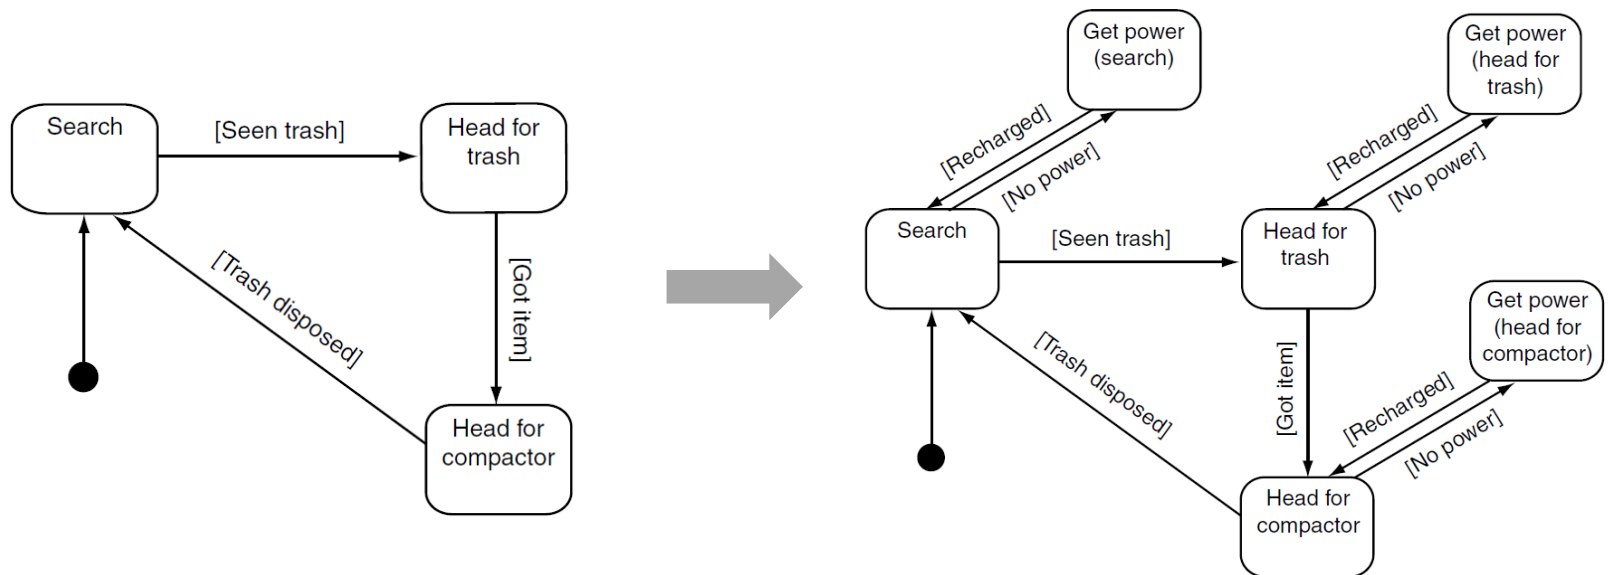 Search
[Seen trash]
Head for
trash
[Got item]
[Trash disposed]
Head for
compactor
Get power
(search)
[Recharged]
[No power]
Get power
(head for
trash)
[Recharged]
[No power]
Search
[Seen trash]
Head for
trash
Get power
(head for
compactor)
[Trash disposed]
[Got item]
[Recharged]
[No power]
Head for
compactor